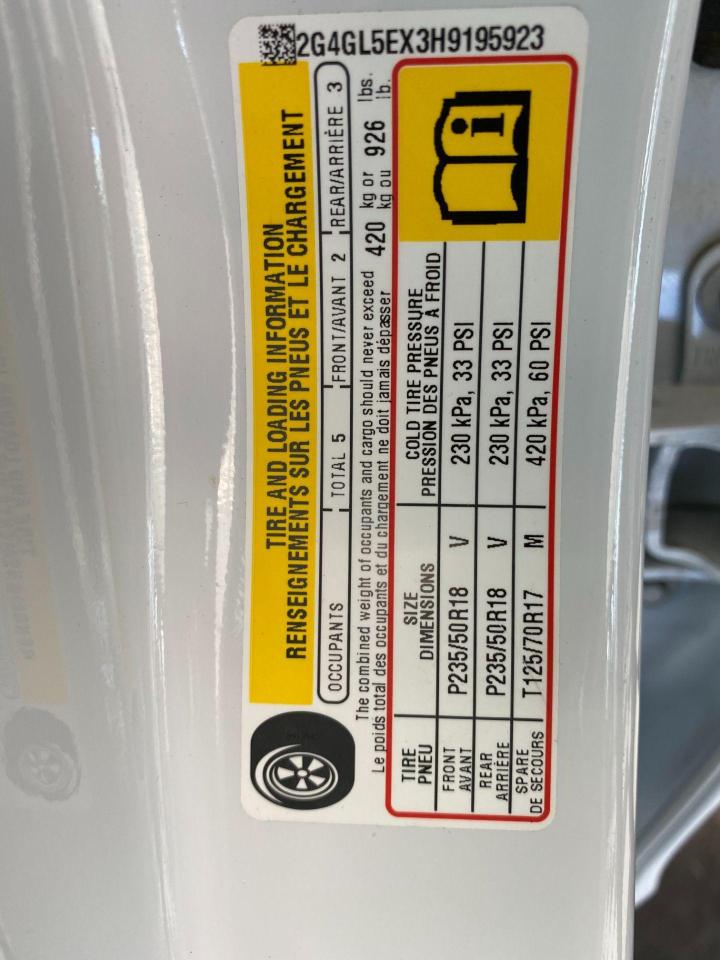 2G4GL5EX3H9195923
TIRE AND LOADING INFORMATION
RENSEIGNEMENTS SUR LES PNEUS ET LE CHARGEMENT
OCCUPANTS TOTAL 5 FRONT/AVANT 2 REAR/ARRIÈRE 3
The combined weight of occupants and cargo should never exceed 420 kg or 926 lbs.
Le poids total des occupants et du chargement ne doit jamais dépasser kg ou lb.
TIRE SIZE COLD TIRE PRESSURE
PNEU DIMENSIONS PRESSION DES PNEUS À FROID
FRONT
AVANT P235/50R18 V 230 kPa, 33 PSI
REAR
ARRIÈRE P235/50R18 V 230 kPa, 33 PSI
SPARE
DE SECOURS T125/70R17 M 420 kPa, 60 PSI